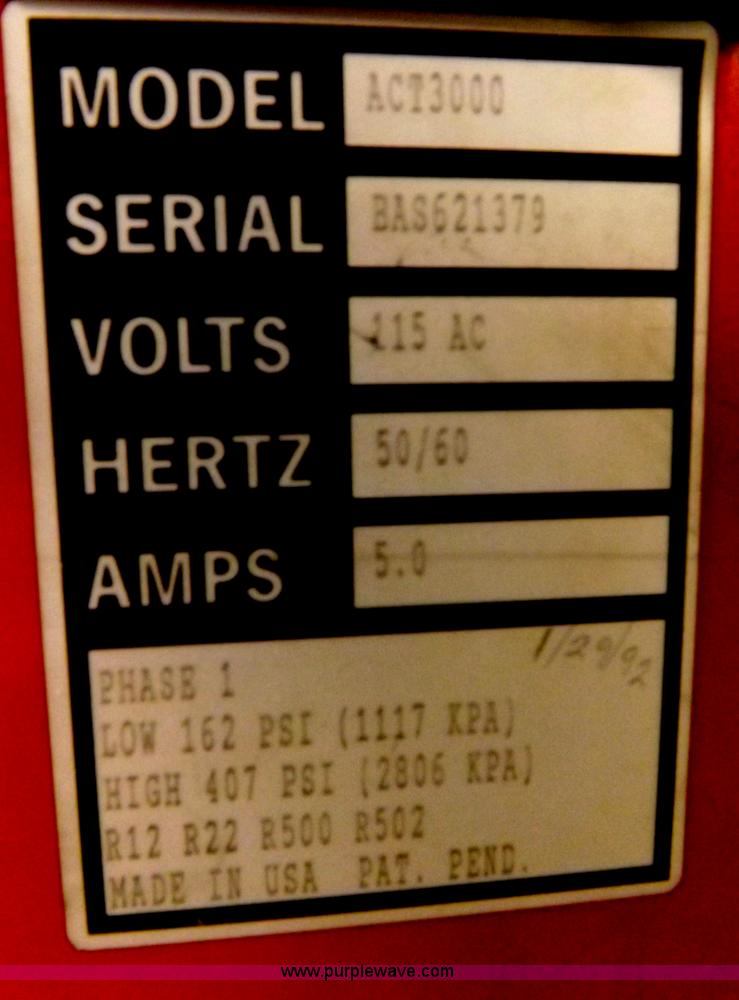 MODEL ACT3000
SERIAL BAS621379
VOLTS 115 AC
HERTZ 50/60
AMPS 5.0
1/29/92
PHASE 1
LOW 162 PSI (1117 KPA)
HIGH 407 PSI (2806 KPA)
R12 R22 R500 R502
MADE IN USA PAT. PEND.
www.purplewave.com